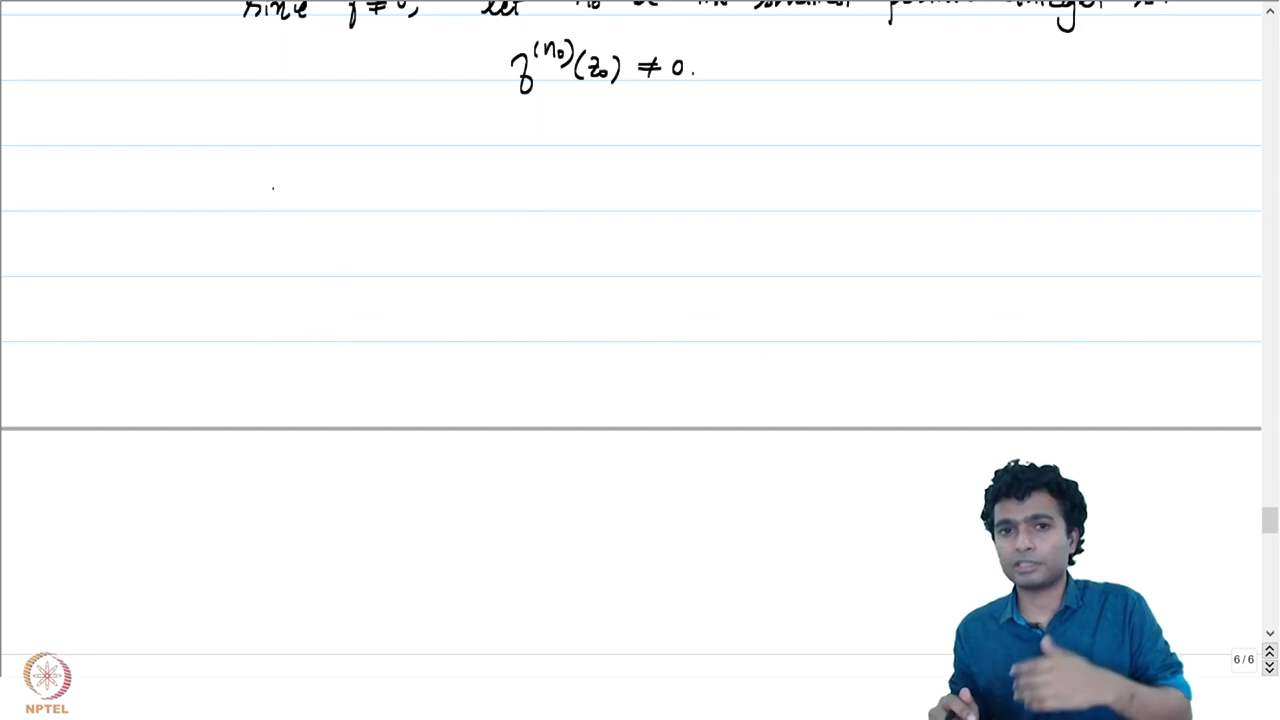 since f ≠ 0, let n₀ be the smallest positive integer
f⁽ⁿ⁰⁾(z₀) ≠ 0.
6 / 6
NPTEL